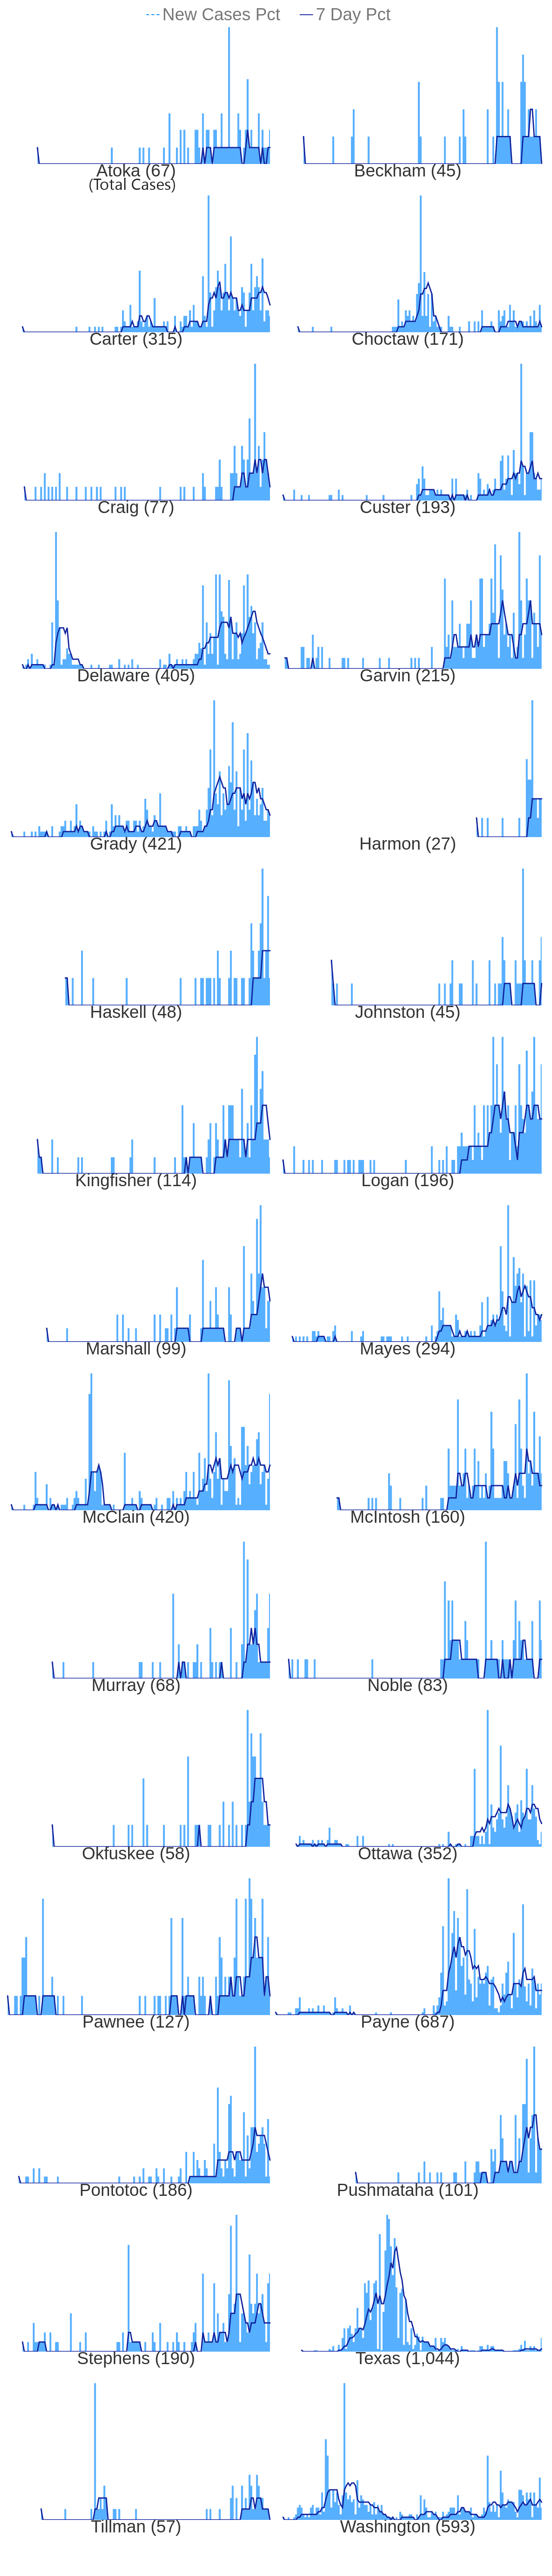 New Cases Pct 7 Day Pct
Atoka (67) Beckham (45)
(Total Cases)
Carter (315) Choctaw (171)
Craig (77) Custer (193)
Delaware (405) Garvin (215)
Grady (421) Harmon (27)
Haskell (48) Johnston (45)
Kingfisher (114) Logan (196)
Marshall (99) Mayes (294)
McClain (420) McIntosh (160)
Murray (68) Noble (83)
Okfuskee (58) Ottawa (352)
Pawnee (127) Payne (687)
Pontotoc (186) Pushmataha (101)
Stephens (190) Texas (1,044)
Tillman (57) Washington (593)